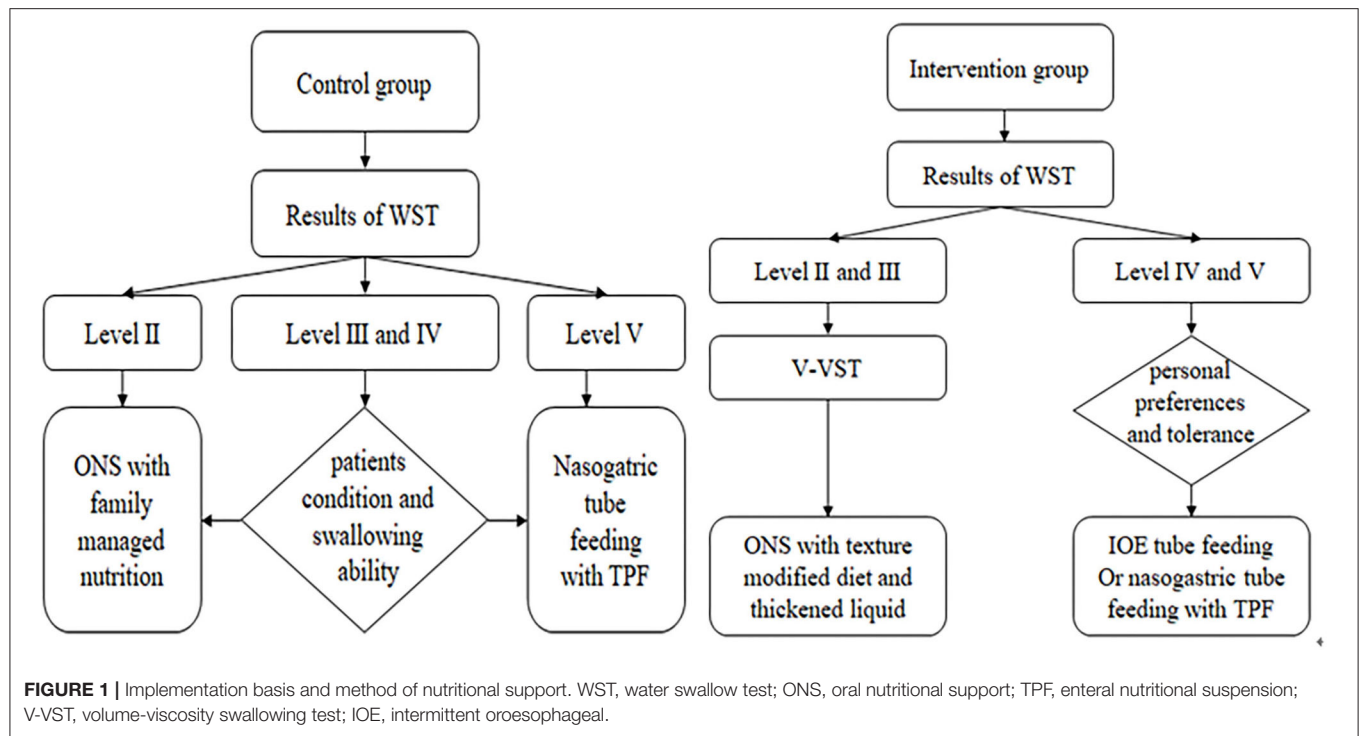 Control group
Results of WST
Level II
Level III and IV
Level V
ONS with
family
managed
nutrition
patients
condition and
swallowing
ability
Nasogatric
tube
feeding
with TPF
Intervention group
Results of WST
Level II and III
Level IV and V
V-VST
personal
preferences
and tolerance
ONS with texture
modified diet and
thickened liquid
IOE tube feeding
Or nasogastric tube
feeding with TPF
FIGURE 1 | Implementation basis and method of nutritional support. WST, water swallow test; ONS, oral nutritional support; TPF, enteral nutritional suspension;
V-VST, volume-viscosity swallowing test; IOE, intermittent oroesophageal.